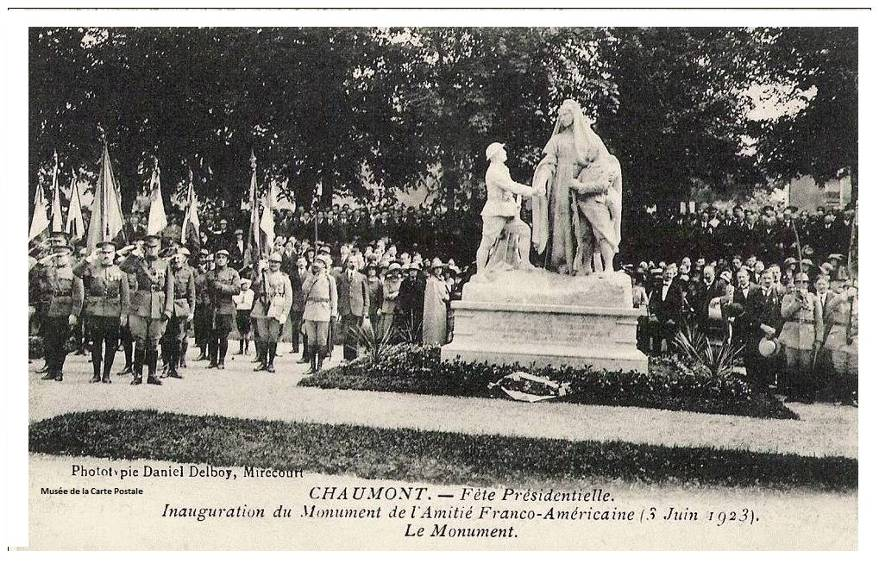 Phototypie Daniel Delboy, Mirecourt
Musée de la Carte Postale
CHAUMONT. — Fête Présidentielle.
Inauguration du Monument de l'Amitié Franco-Américaine (3 Juin 1923).
Le Monument.